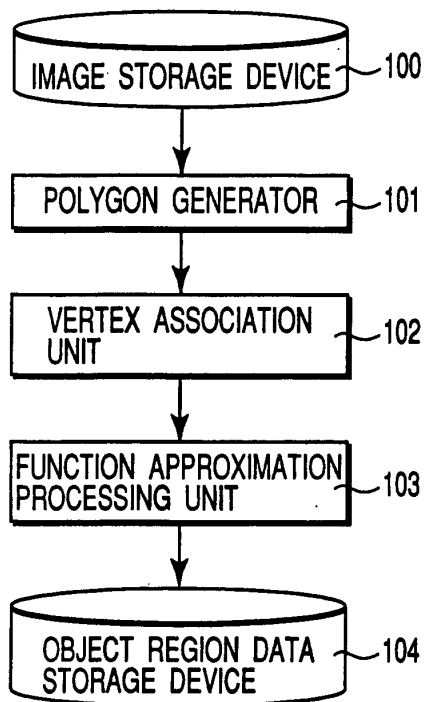 IMAGE STORAGE DEVICE 100
POLYGON GENERATOR 101
VERTEX ASSOCIATION
UNIT
102
FUNCTION APPROXIMATION
PROCESSING UNIT
103
OBJECT REGION DATA
STORAGE DEVICE
104